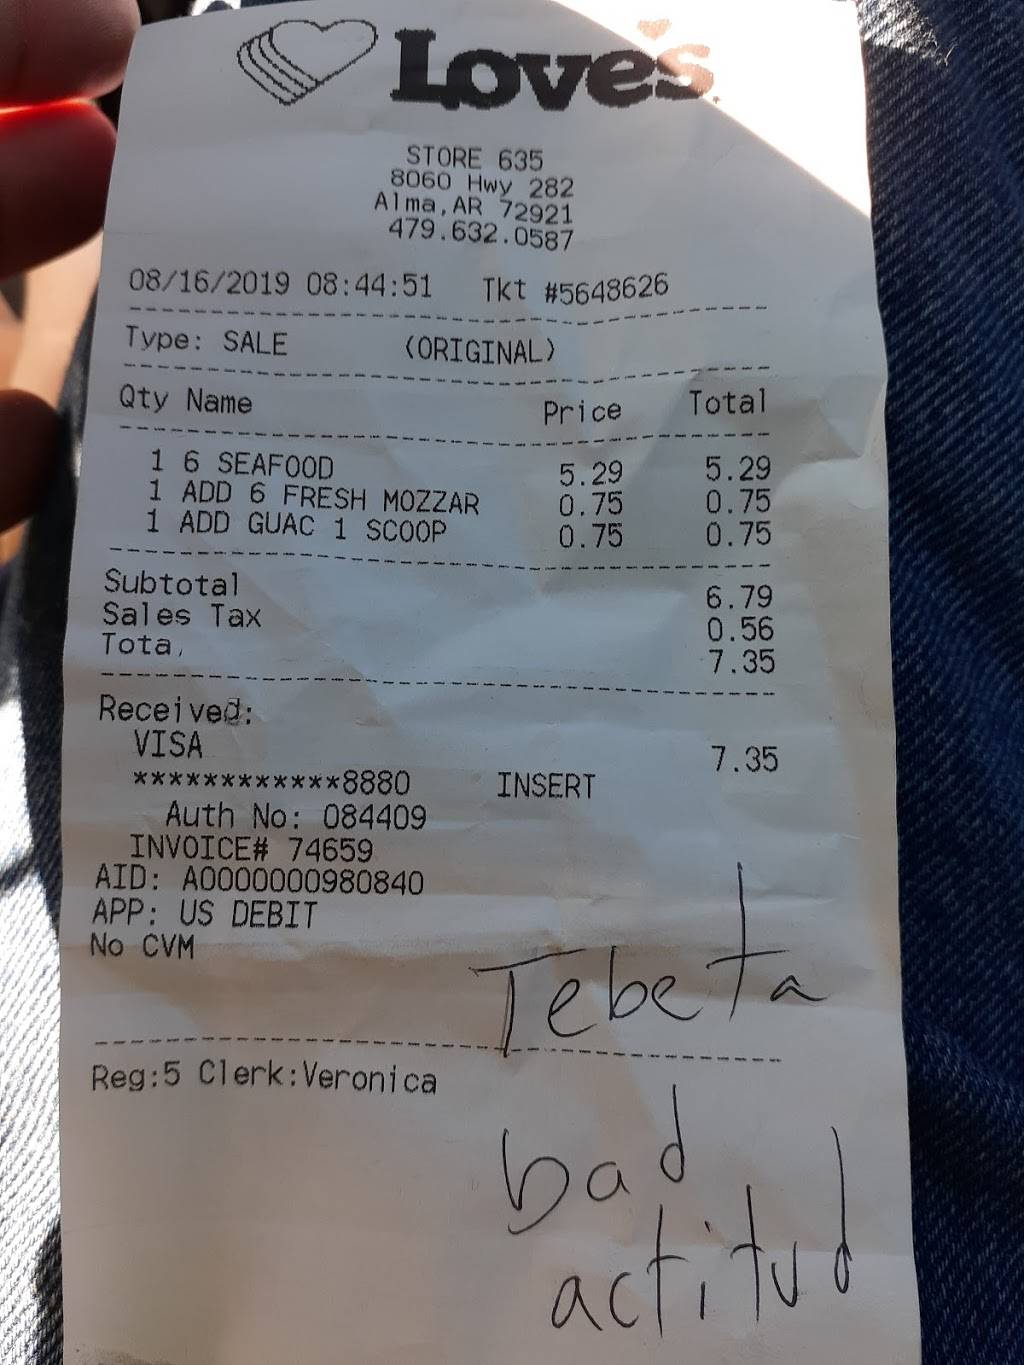 Love's
STORE 635
8060 Hwy 282
Alma, AR 72921
479.632.0587
08/16/2019 08:44:51 Tkt #5648626
Type: SALE (ORIGINAL)
Qty Name Price Total
1 6 SEAFOOD 5.29 5.29
1 ADD 6 FRESH MOZZAR 0.75 0.75
1 ADD GUAC 1 SCOOP 0.75 0.75
Subtotal 6.79
Sales Tax 0.56
Tota, 7.35
Received:
VISA 7.35
************8880 INSERT
Auth No: 084409
INVOICE# 74659
AID: A0000000980840
APP: US DEBIT
No CVM
Tebeta
Reg:5 Clerk:Veronica
bad
actitud